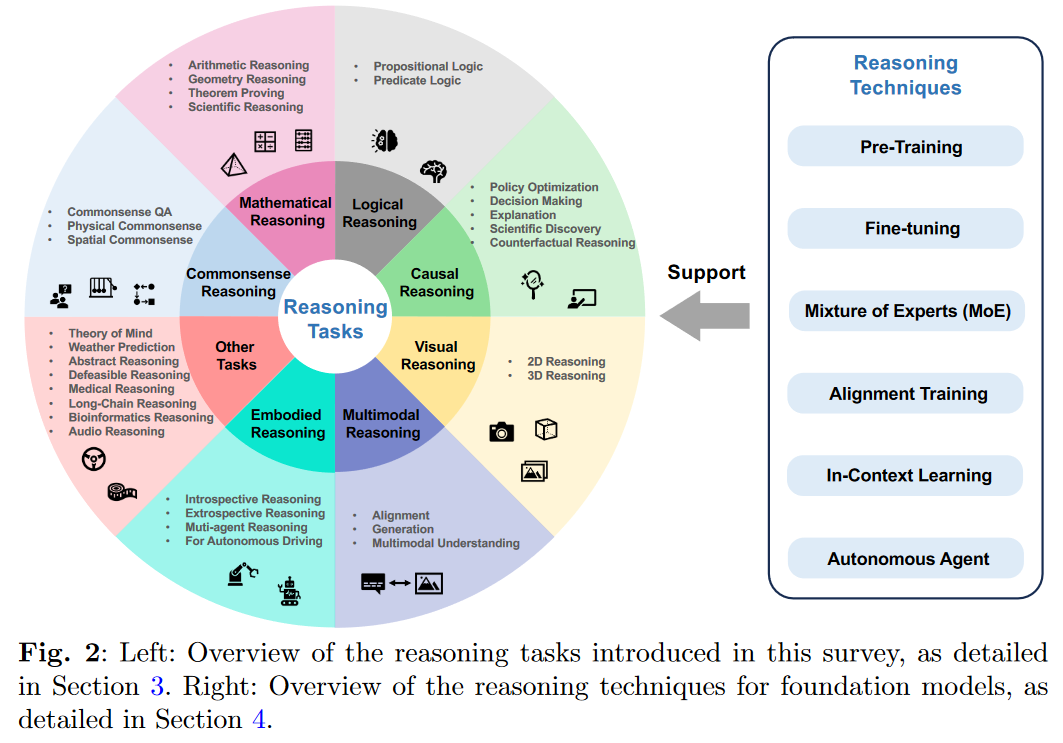 • Arithmetic Reasoning
• Geometry Reasoning
• Theorem Proving
• Scientific Reasoning
• Propositional Logic
• Predicate Logic
Mathematical
Reasoning
Logical
Reasoning
• Policy Optimization
• Decision Making
• Explanation
• Scientific Discovery
• Counterfactual Reasoning
• Commonsense QA
• Physical Commonsense
• Spatial Commonsense
Commonsense
Reasoning
Causal
Reasoning
Reasoning
Tasks
Other
Tasks
Visual
Reasoning
• Theory of Mind
• Weather Prediction
• Abstract Reasoning
• Defeasible Reasoning
• Medical Reasoning
• Long-Chain Reasoning
• Bioinformatics Reasoning
• Audio Reasoning
• 2D Reasoning
• 3D Reasoning
Embodied
Reasoning
Multimodal
Reasoning
• Introspective Reasoning
• Extrospective Reasoning
• Muti-agent Reasoning
• For Autonomous Driving
• Alignment
• Generation
• Multimodal Understanding
Support
Reasoning
Techniques
Pre-Training
Fine-tuning
Mixture of Experts (MoE)
Alignment Training
In-Context Learning
Autonomous Agent
Fig. 2: Left: Overview of the reasoning tasks introduced in this survey, as detailed
in Section 3. Right: Overview of the reasoning techniques for foundation models, as
detailed in Section 4.